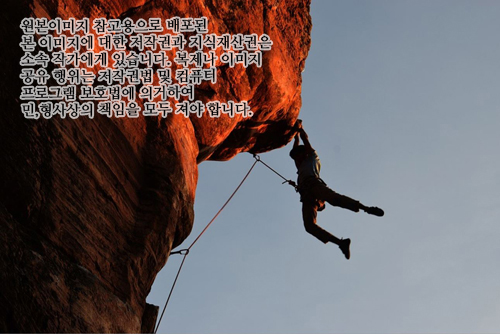 원본이미지 참고용으로 배포된
본 이미지에 대한 저작권과 지식재산권은
소속 작가에게 있습니다. 복제나 이미지
공유 행위는 저작권법 및 컴퓨터
프로그램 보호법에 의거하여
민,형사상의 책임을 모두 져야 합니다.